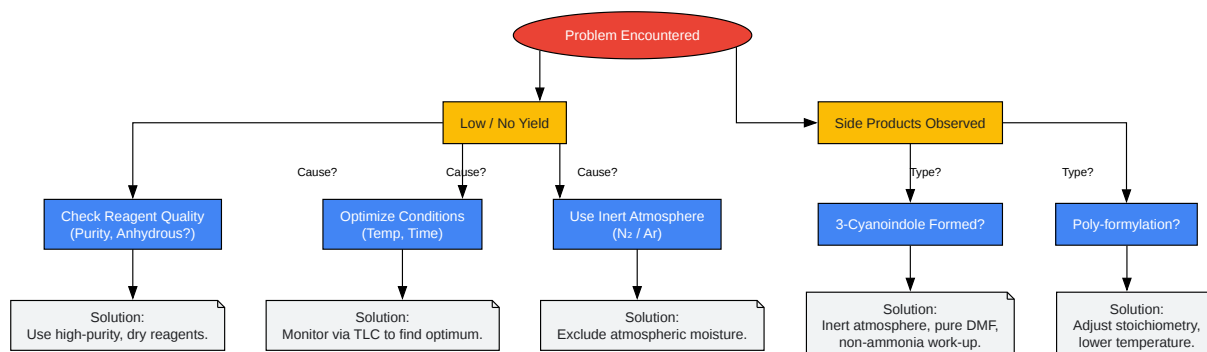 Problem Encountered
Low / No Yield
Side Products Observed
Cause?
Cause?
Cause?
Type?
Type?
Check Reagent Quality
(Purity, Anhydrous?)
Optimize Conditions
(Temp, Time)
Use Inert Atmosphere
(N₂ / Ar)
3-Cyanoindole Formed?
Poly-formylation?
Solution:
Use high-purity, dry reagents.
Solution:
Monitor via TLC to find optimum.
Solution:
Exclude atmospheric moisture.
Solution:
Inert atmosphere, pure DMF,
non-ammonia work-up.
Solution:
Adjust stoichiometry,
lower temperature.